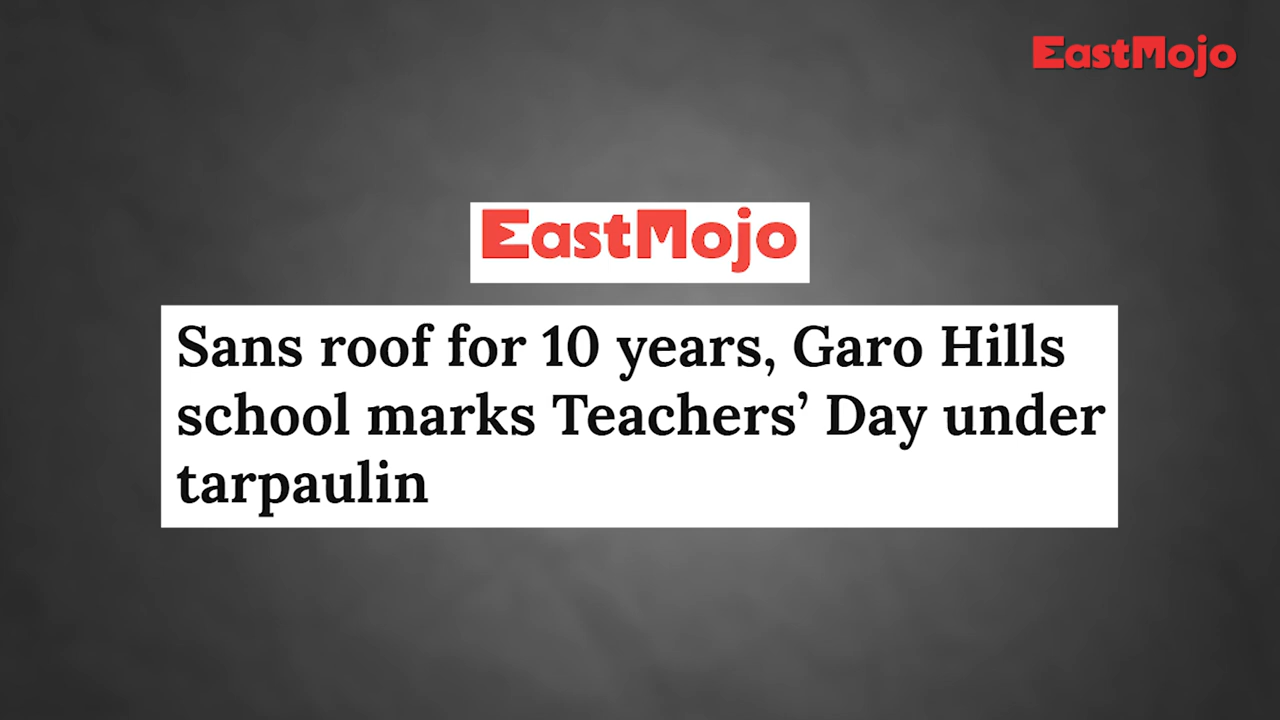 EastMojo
EastMojo
Sans roof for 10 years, Garo Hills
school marks Teachers’ Day under
tarpaulin